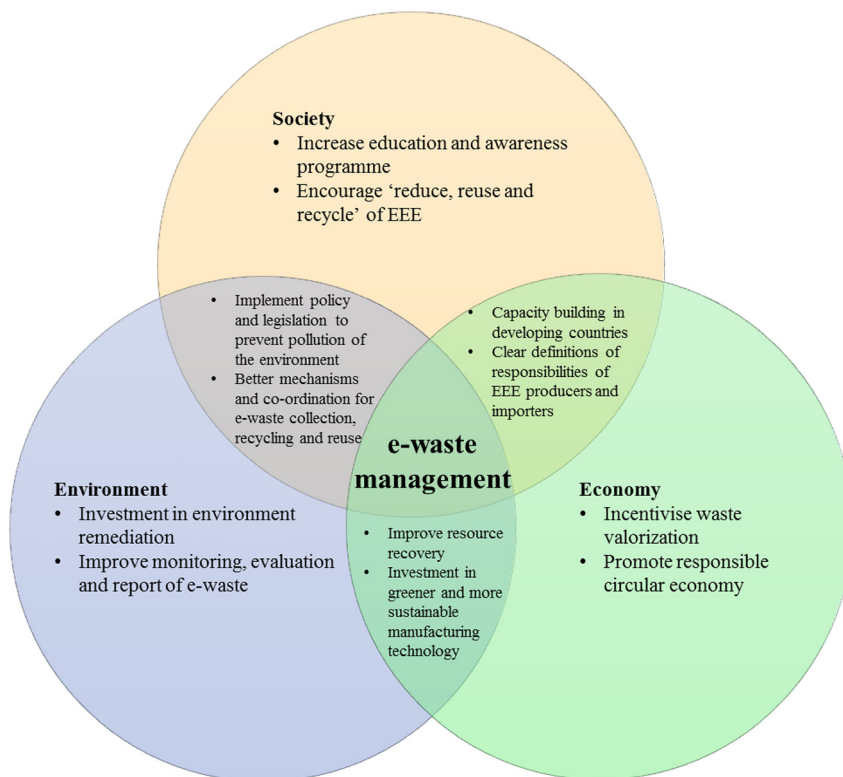 Society
• Increase education and awareness
programme
• Encourage ‘reduce, reuse and
recycle’ of EEE
• Implement policy
and legislation to
prevent pollution of
the environment
• Better mechanisms
and co-ordination for
e-waste collection,
recycling and reuse
• Capacity building in
developing countries
• Clear definitions of
responsibilities of
EEE producers and
importers
e-waste
management
Environment
• Investment in environment
remediation
• Improve monitoring, evaluation
and report of e-waste
• Improve resource
recovery
• Investment in
greener and more
sustainable
manufacturing
technology
Economy
• Incentivise waste
valorization
• Promote responsible
circular economy